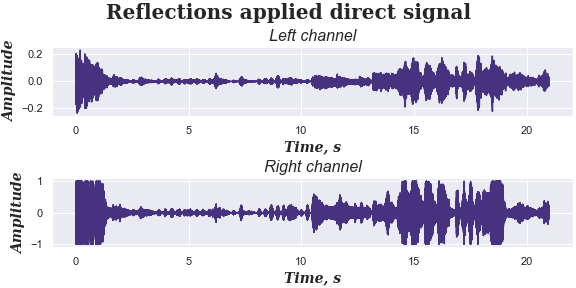 Reflections applied direct signal
Left channel
Amplitude
0.2
0.0
−0.2
0 5 10 15 20
Time, s
Right channel
Amplitude
1
0
−1
0 5 10 15 20
Time, s